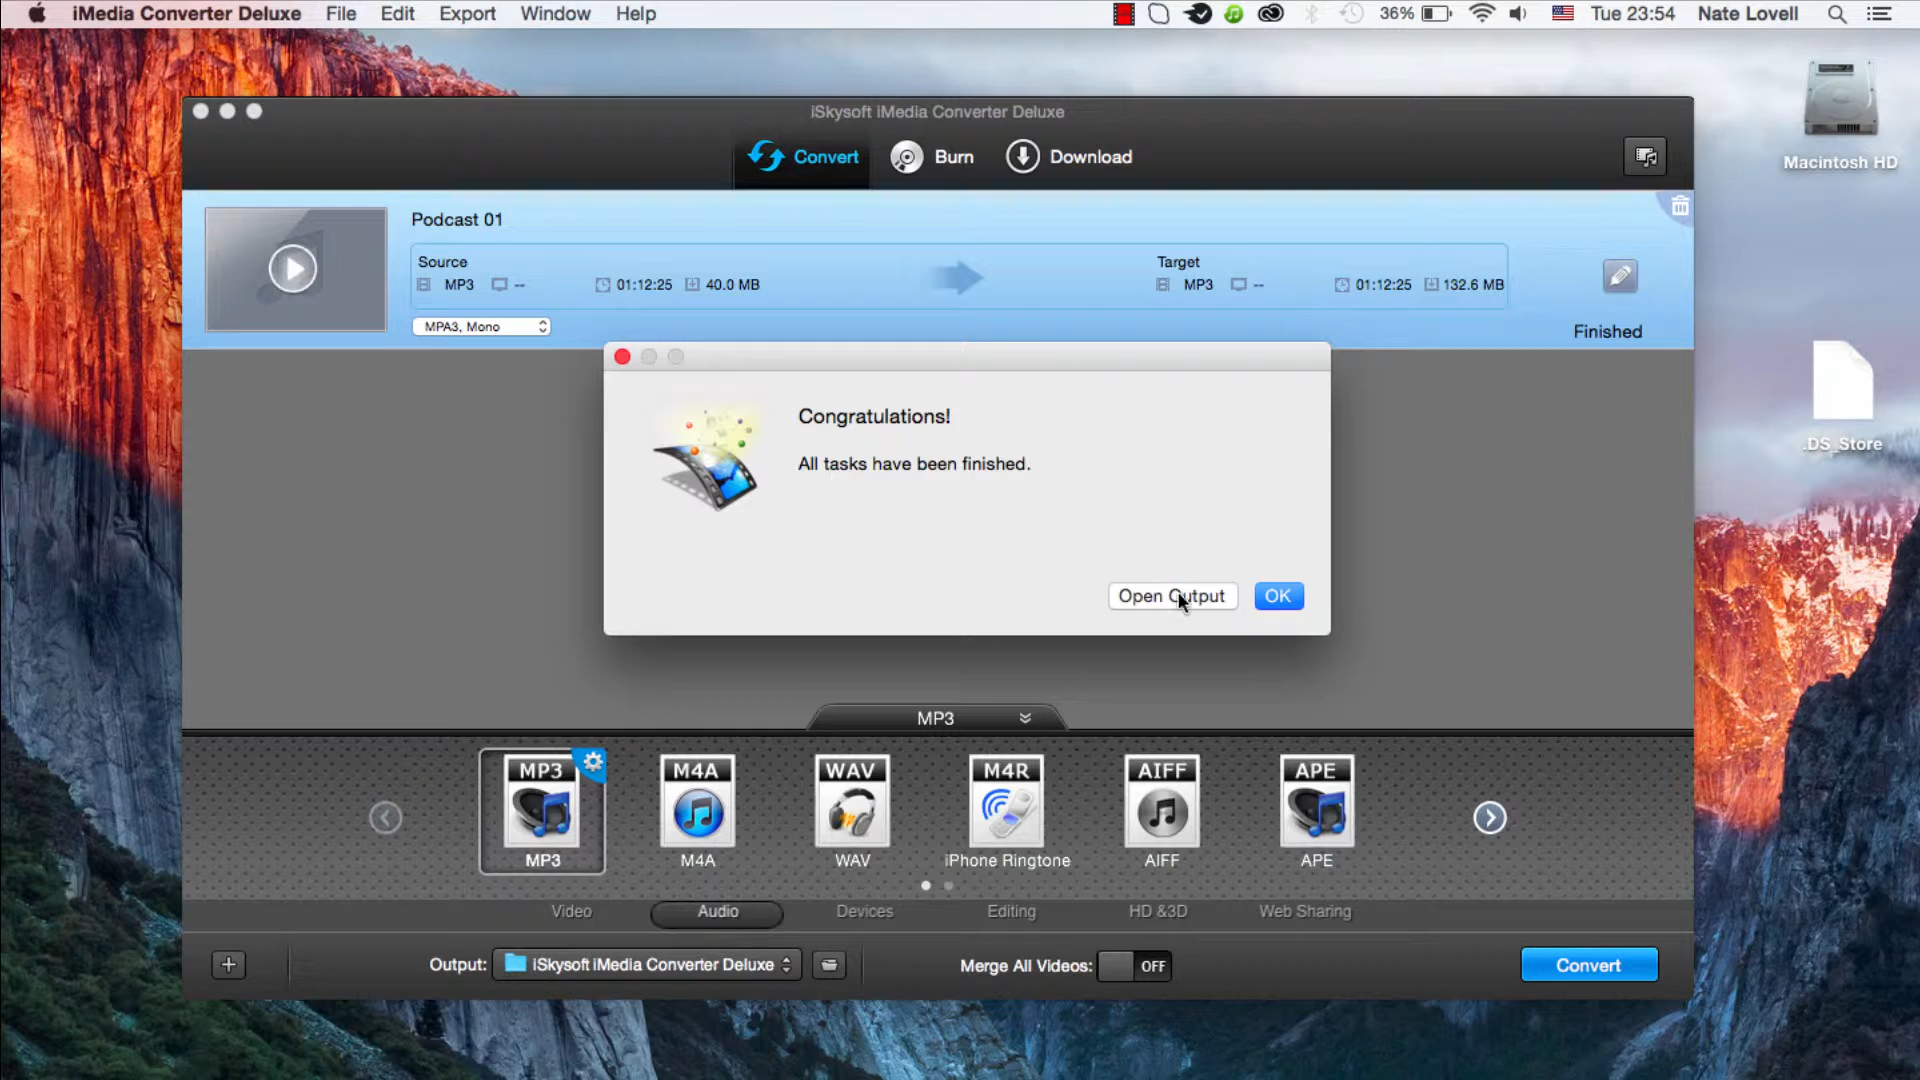 iMedia Converter Deluxe File Edit Export Window Help 36% Tue 23:54 Nate Lovell
iSkysoft iMedia Converter Deluxe
Convert Burn Download
Macintosh HD
Podcast 01
Source
MP3 -- 01:12:25 40.0 MB
Target
MP3 -- 01:12:25 132.6 MB
MPA3, Mono
Finished
Congratulations!
All tasks have been finished.
Open Output OK
.DS_Store
MP3
MP3 M4A WAV M4R AIFF APE
MP3 M4A WAV iPhone Ringtone AIFF APE
Video Audio Devices Editing HD &3D Web Sharing
Output: iSkysoft iMedia Converter Deluxe Merge All Videos: OFF Convert